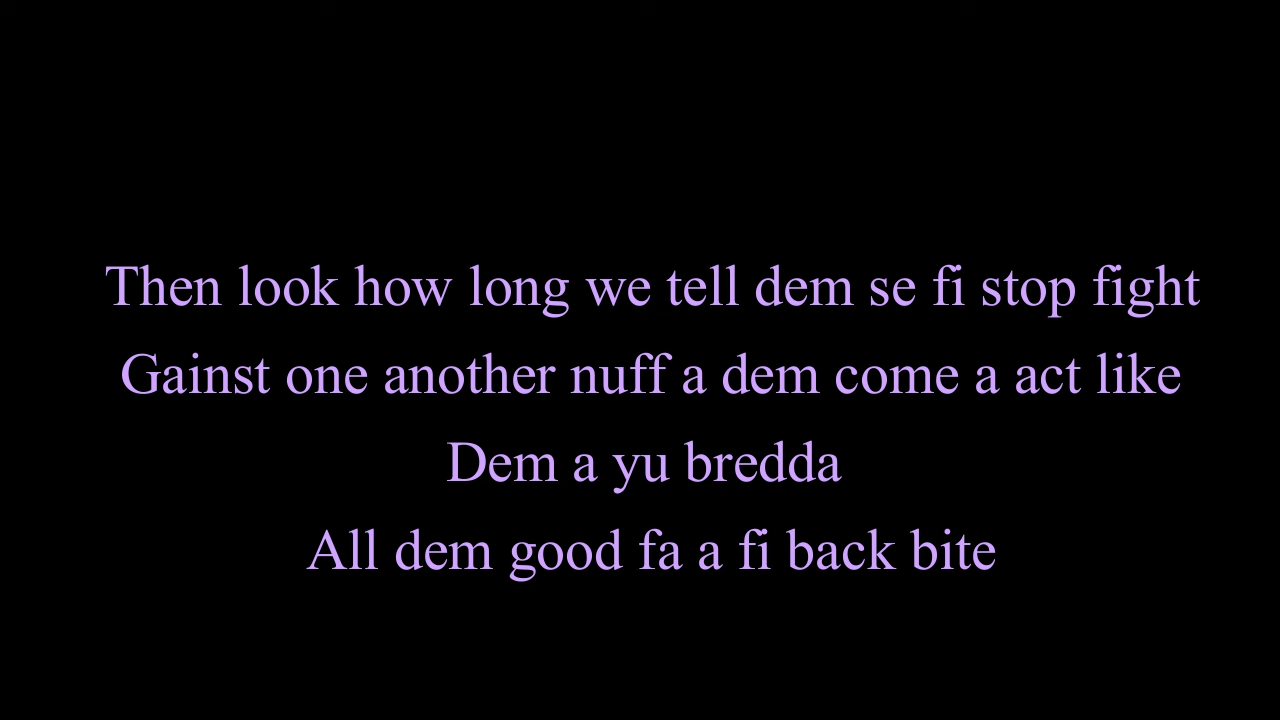 Then look how long we tell dem se fi stop fight
Gainst one another nuff a dem come a act like
Dem a yu bredda
All dem good fa a fi back bite